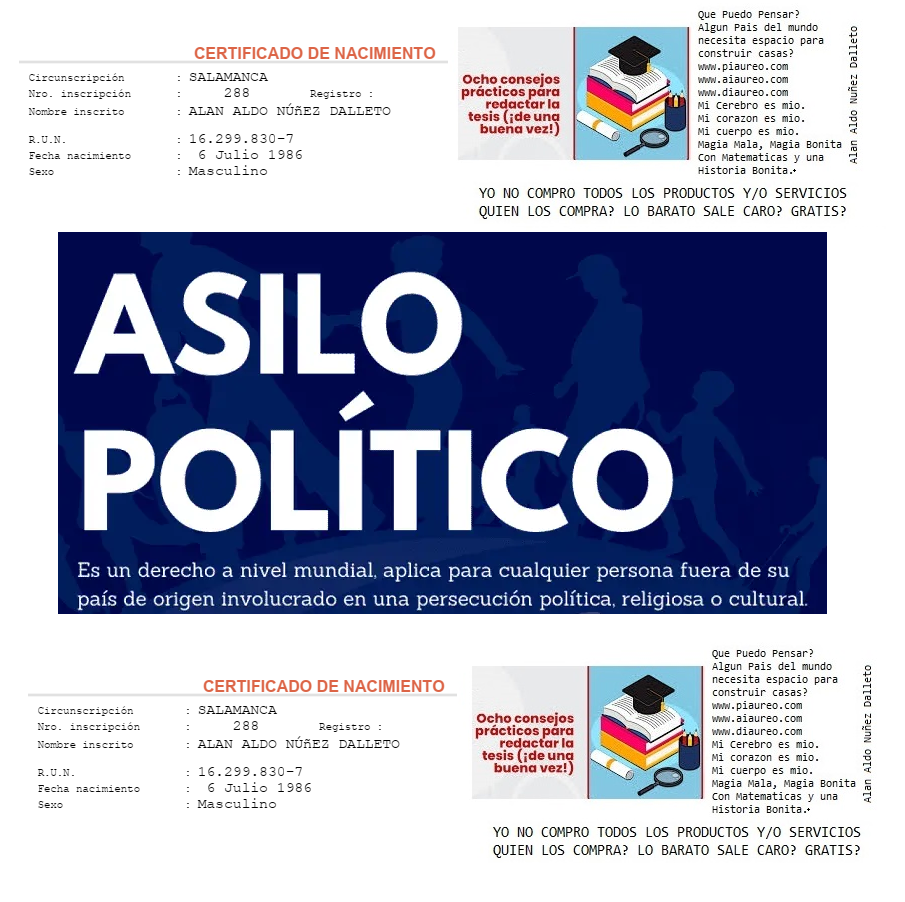 CERTIFICADO DE NACIMIENTO
Circunscripción : SALAMANCA
Nro. inscripción : 288 Registro :
Nombre inscrito : ALAN ALDO NÚñEZ DALLETO
R.U.N. : 16.299.830-7
Fecha nacimiento : 6 Julio 1986
Sexo : Masculino
Ocho consejos
prácticos para
redactar la
tesis (¡de una
buena vez!)
Que Puedo Pensar?
Algun Pais del mundo
necesita espacio para
construir casas?
www.piaureo.com
www.aiaureo.com
www.diaureo.com
Mi Cerebro es mio.
Mi corazon es mio.
Mi cuerpo es mio.
Magia Mala, Magia Bonita
Con Matematicas y una
Historia Bonita.+
Alan Aldo Nuñez Dalleto
YO NO COMPRO TODOS LOS PRODUCTOS Y/O SERVICIOS
QUIEN LOS COMPRA? LO BARATO SALE CARO? GRATIS?
ASILO
POLÍTICO
Es un derecho a nivel mundial, aplica para cualquier persona fuera de su
país de origen involucrado en una persecución política, religiosa o cultural.
CERTIFICADO DE NACIMIENTO
Circunscripción : SALAMANCA
Nro. inscripción : 288 Registro :
Nombre inscrito : ALAN ALDO NÚñEZ DALLETO
R.U.N. : 16.299.830-7
Fecha nacimiento : 6 Julio 1986
Sexo : Masculino
Ocho consejos
prácticos para
redactar la
tesis (¡de una
buena vez!)
Que Puedo Pensar?
Algun Pais del mundo
necesita espacio para
construir casas?
www.piaureo.com
www.aiaureo.com
www.diaureo.com
Mi Cerebro es mio.
Mi corazon es mio.
Mi cuerpo es mio.
Magia Mala, Magia Bonita
Con Matematicas y una
Historia Bonita.+
Alan Aldo Nuñez Dalleto
YO NO COMPRO TODOS LOS PRODUCTOS Y/O SERVICIOS
QUIEN LOS COMPRA? LO BARATO SALE CARO? GRATIS?